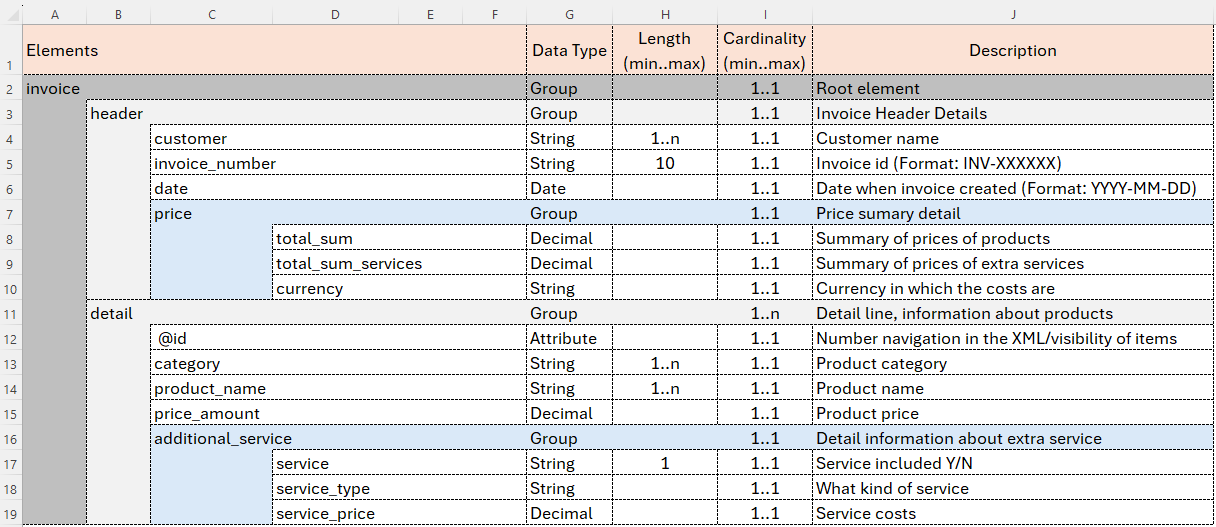 A B C D E F G H I J
1 Elements Data Type Length (min..max) Cardinality (min..max) Description
2 invoice Group 1..1 Root element
3 header Group 1..1 Invoice Header Details
4 customer String 1..n 1..1 Customer name
5 invoice_number String 10 1..1 Invoice id (Format: INV-XXXXXX)
6 date Date 1..1 Date when invoice created (Format: YYYY-MM-DD)
7 price Group 1..1 Price sumary detail
8 total_sum Decimal 1..1 Summary of prices of products
9 total_sum_services Decimal 1..1 Summary of prices of extra services
10 currency String 1..1 Currency in which the costs are
11 detail Group 1..n Detail line, information about products
12 @id Attribute 1..1 Number navigation in the XML/visibility of items
13 category String 1..n 1..1 Product category
14 product_name String 1..n 1..1 Product name
15 price_amount Decimal 1..1 Product price
16 additional_service Group 1..1 Detail information about extra service
17 service String 1 1..1 Service included Y/N
18 service_type String 1..1 What kind of service
19 service_price Decimal 1..1 Service costs